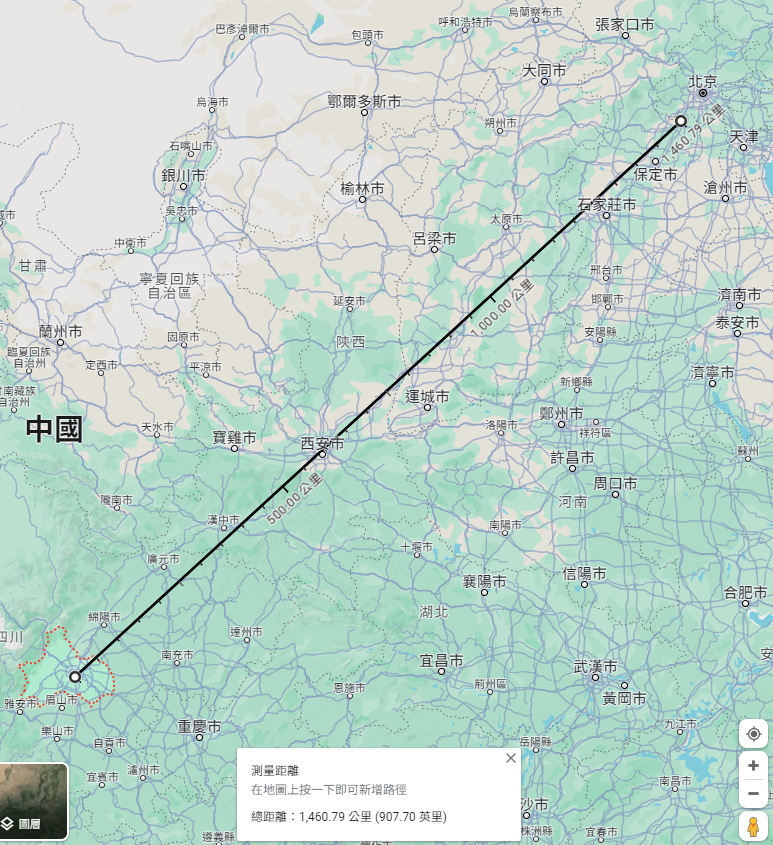 烏蘭察布市
呼和浩特市
張家口市
巴彥淖爾市
包頭市
大同市
北京
烏海市
鄂爾多斯市
1,460.79 公里
朔州市
天津
石嘴山市
銀川市
保定市
榆林市
滄州市
石家莊市
吳忠市
太原市
中衛市
呂梁市
甘肅
寧夏回族
自治區
邢台市
延安市
1,000.00 公里
邯鄲市
濟南市
蘭州市
固原市
陝西
安陽縣
泰安市
臨夏回族
自治州
定西市
平涼市
濟寧市
新鄉縣
南藏族
自治州
運城市
鄭州市
中國
天水市
寶雞市
西安市
洛陽市
祥符區
蘇州
許昌市
500.00 公里
周口市
隴南市
河南
漢中市
南陽市
十堰市
廣元市
襄陽市
信陽市
合肥市
綿陽市
湖北
四川
達州市
南充市
宜昌市
武漢市
安
雅安市
眉山市
恩施市
荊州區
黃岡市
樂山市
重慶市
九江市
自貢市
岳陽縣
宜賓市
瀘州市
南昌市
測量距離
在地圖上按一下即可新增路徑
總距離：1,460.79 公里 (907.70 英里)
沙市
圖層
遵義縣
株洲縣
宜春市